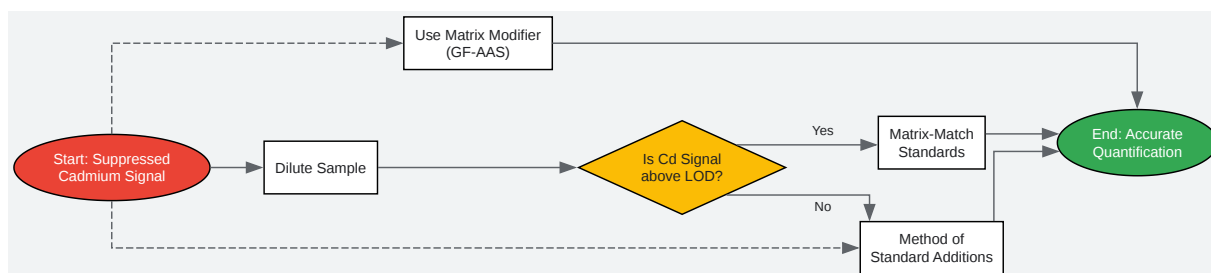 Use Matrix Modifier
(GF-AAS)
Start: Suppressed
Cadmium Signal
Dilute Sample
Is Cd Signal
above LOD?
Yes
No
Matrix-Match
Standards
Method of
Standard Additions
End: Accurate
Quantification